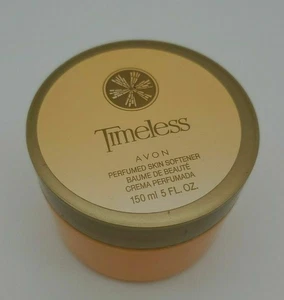 Timeless
AVON
PERFUMED SKIN SOFTENER
BAUME DE BEAUTÉ
CREMA PERFUMADA
150 ml 5 FL. OZ.